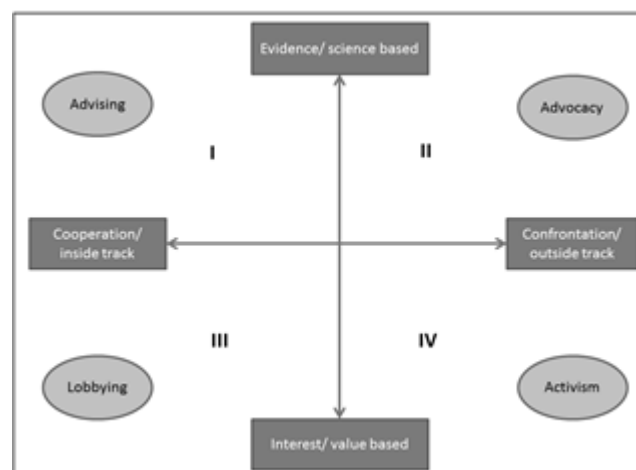 Evidence/ science based
Advising
Advocacy
I
II
Cooperation/
inside track
Confrontation/
outside track
III
IV
Lobbying
Activism
Interest/ value based